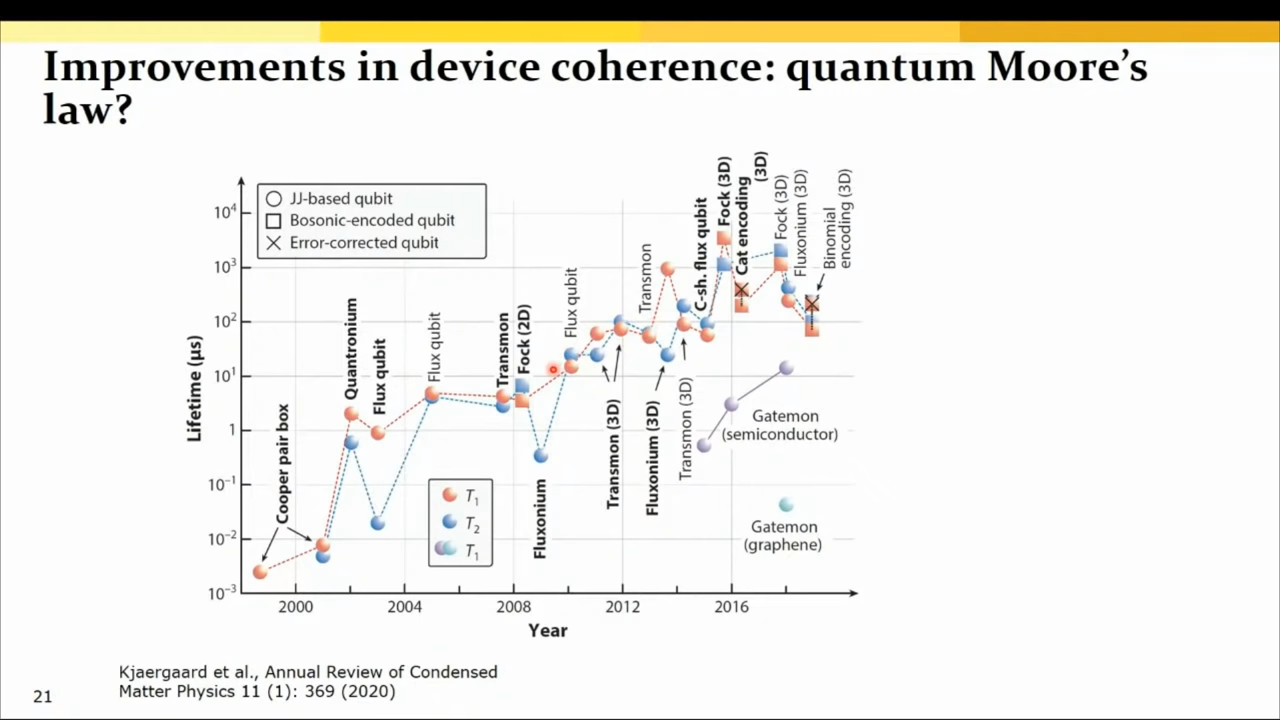 Improvements in device coherence: quantum Moore's
law?
JJ-based qubit
Bosonic-encoded qubit
Error-corrected qubit
Lifetime (μs)
10⁴
10³
10²
10¹
1
10⁻¹
10⁻²
10⁻³
Cooper pair box
Quantronium
Flux qubit
Flux qubit
Transmon
Fock (2D)
Fluxonium
Flux qubit
Transmon (3D)
Transmon
Fluxonium (3D)
Transmon (3D)
C-sh. flux qubit
Fock (3D)
Cat encoding
(3D)
Fock (3D)
Fluxonium (3D)
Binomial
encoding (3D)
Gatemon
(semiconductor)
Gatemon
(graphene)
T₁
T₂
T₁
2000
2004
2008
2012
2016
Year
Kjaergaard et al., Annual Review of Condensed
Matter Physics 11 (1): 369 (2020)
21